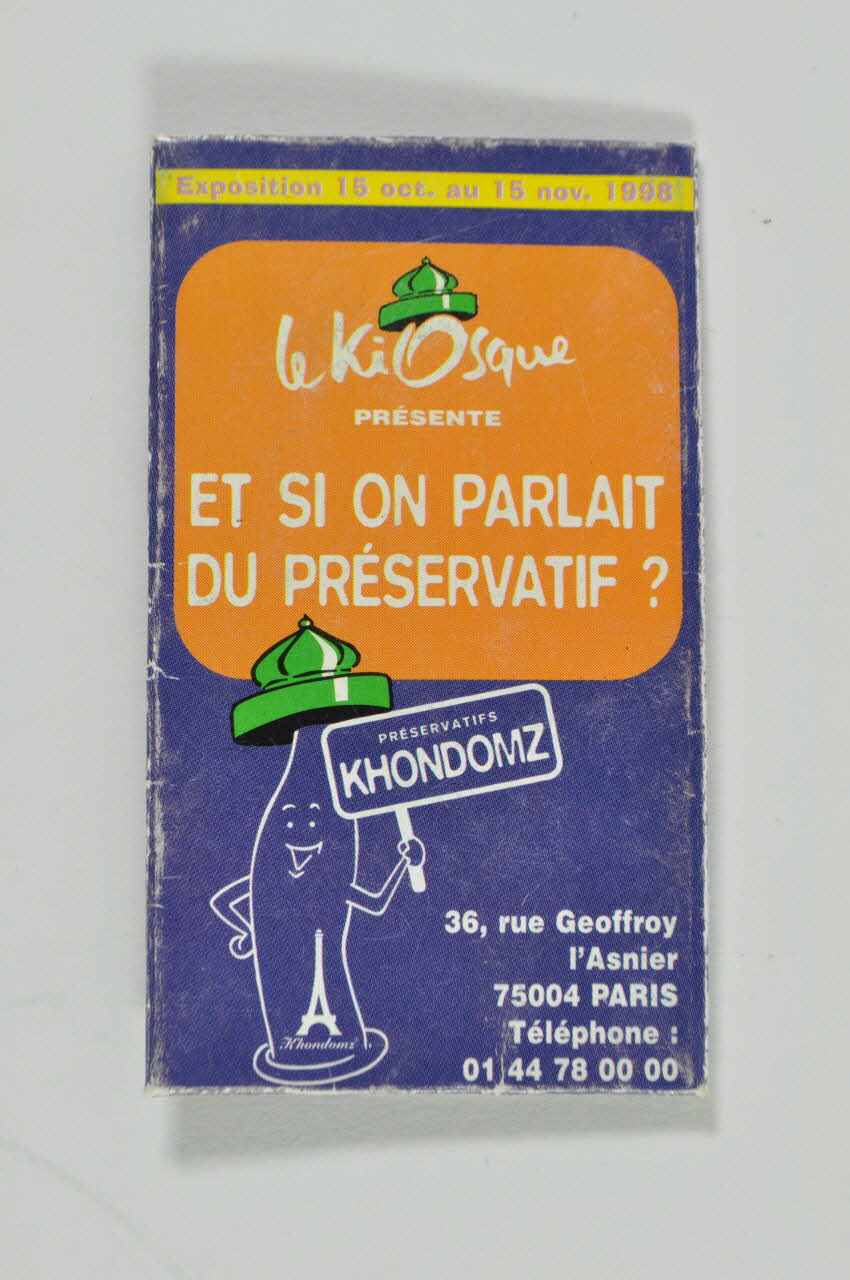 Exposition 15 oct. au 15 nov. 1998
le Kiosque
PRÉSENTE
ET SI ON PARLAIT
DU PRÉSERVATIF ?
PRÉSERVATIFS
KHONDOMZ
36, rue Geoffroy
l'Asnier
75004 PARIS
Téléphone :
01 44 78 00 00
Khondomz